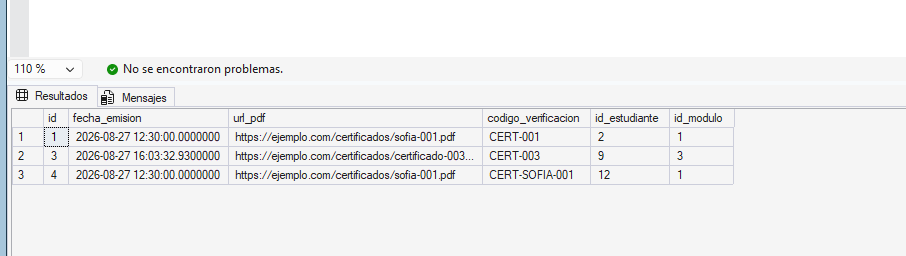 110 %
No se encontraron problemas.
Resultados Mensajes
id fecha_emision url_pdf codigo_verificacion id_estudiante id_modulo
1 1 2026-08-27 12:30:00.0000000 https://ejemplo.com/certificados/sofia-001.pdf CERT-001 2 1
2 3 2026-08-27 16:03:32.9300000 https://ejemplo.com/certificados/certificado-003... CERT-003 9 3
3 4 2026-08-27 12:30:00.0000000 https://ejemplo.com/certificados/sofia-001.pdf CERT-SOFIA-001 12 1